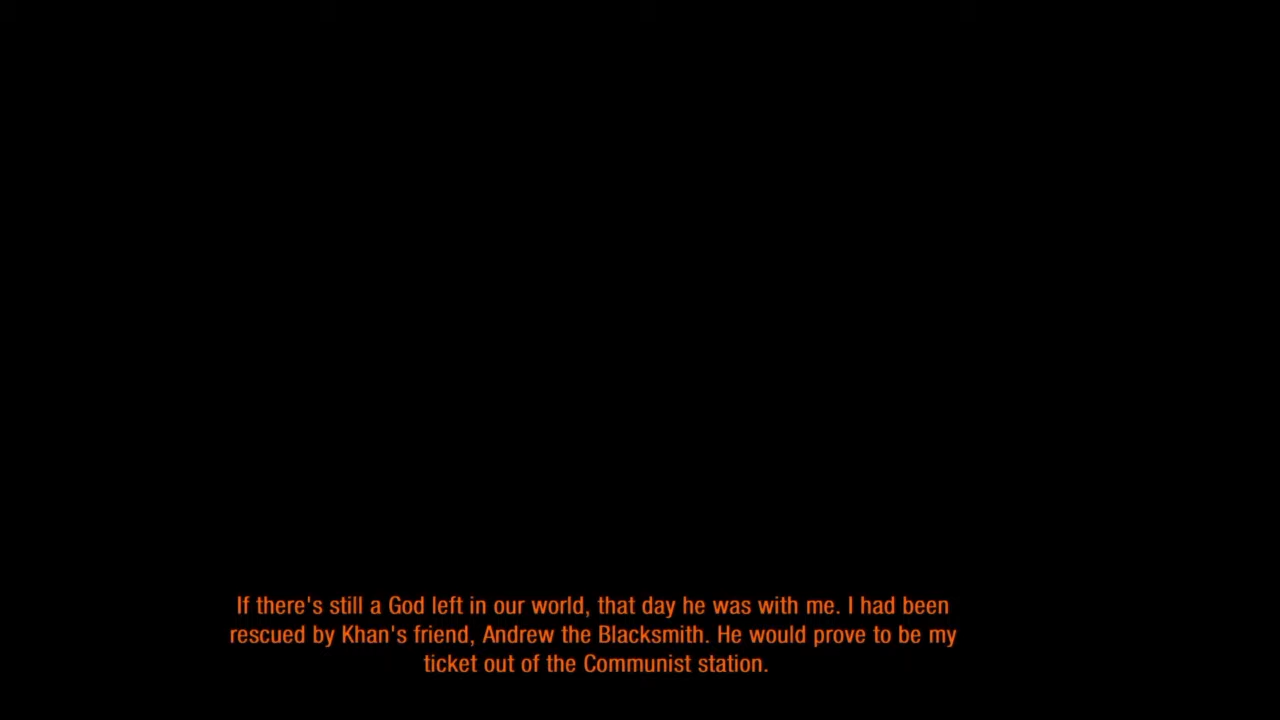 If there's still a God left in our world, that day he was with me. I had been
rescued by Khan's friend, Andrew the Blacksmith. He would prove to be my
ticket out of the Communist station.